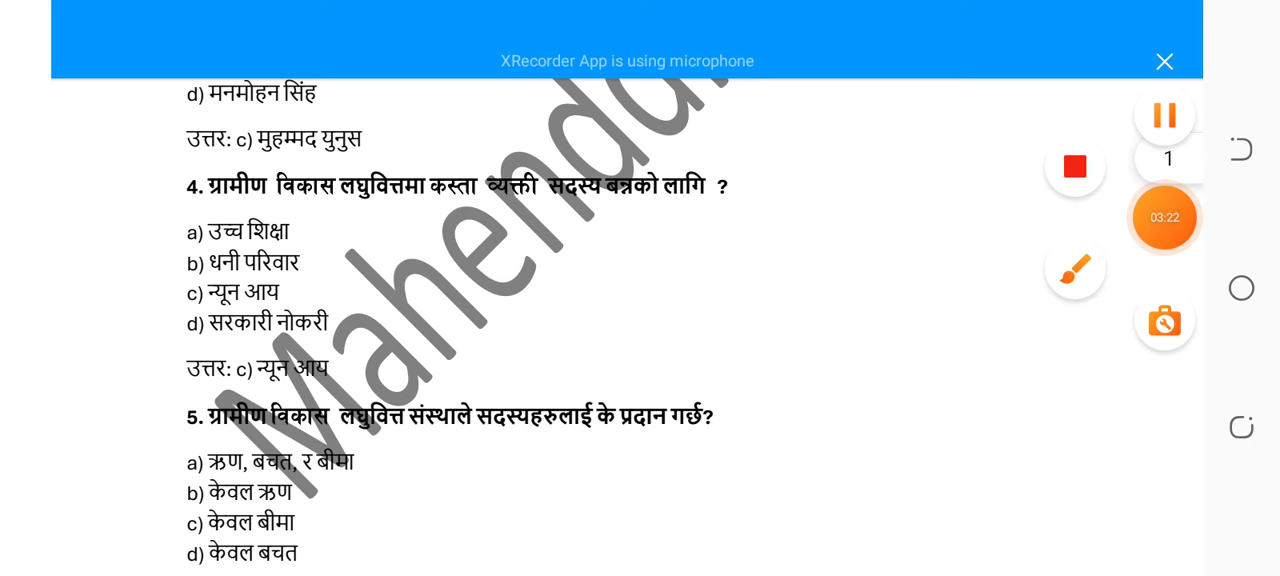 XRecorder App is using microphone
d) मनमोहन सिंह
उत्तर: c) मुहम्मद युनुस
1
4. ग्रामीण विकास लघुवित्तमा कस्ता व्यक्ती सदस्य बन्नको लागि ?
03:22
a) उच्च शिक्षा
b) धनी परिवार
c) न्यून आय
d) सरकारी नोकरी
उत्तर: c) न्यून आय
5. ग्रामीण विकास लघुवित्त संस्थाले सदस्यहरुलाई के प्रदान गर्छ?
a) ऋण, बचत, र बीमा
b) केवल ऋण
c) केवल बीमा
d) केवल बचत